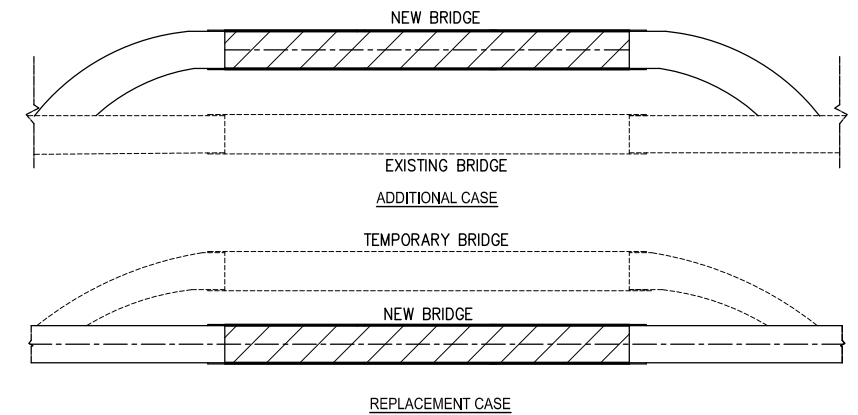 NEW BRIDGE
EXISTING BRIDGE
ADDITIONAL CASE
TEMPORARY BRIDGE
NEW BRIDGE
REPLACEMENT CASE